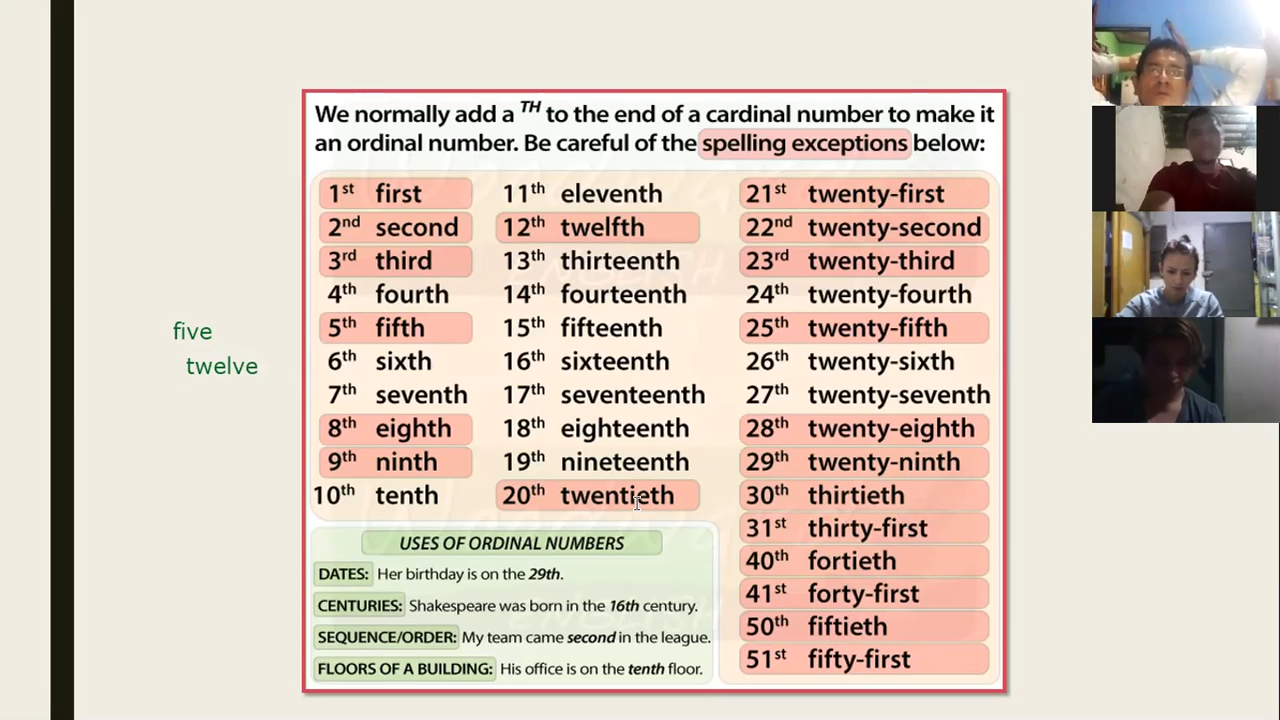 We normally add a TH to the end of a cardinal number to make it
an ordinal number. Be careful of the spelling exceptions below:
1st first
2nd second
3rd third
4th fourth
5th fifth
6th sixth
7th seventh
8th eighth
9th ninth
10th tenth
11th eleventh
12th twelfth
13th thirteenth
14th fourteenth
15th fifteenth
16th sixteenth
17th seventeenth
18th eighteenth
19th nineteenth
20th twentieth
21st twenty-first
22nd twenty-second
23rd twenty-third
24th twenty-fourth
25th twenty-fifth
26th twenty-sixth
27th twenty-seventh
28th twenty-eighth
29th twenty-ninth
30th thirtieth
31st thirty-first
40th fortieth
41st forty-first
50th fiftieth
51st fifty-first
USES OF ORDINAL NUMBERS
DATES: Her birthday is on the 29th.
CENTURIES: Shakespeare was born in the 16th century.
SEQUENCE/ORDER: My team came second in the league.
FLOORS OF A BUILDING: His office is on the tenth floor.
five
twelve